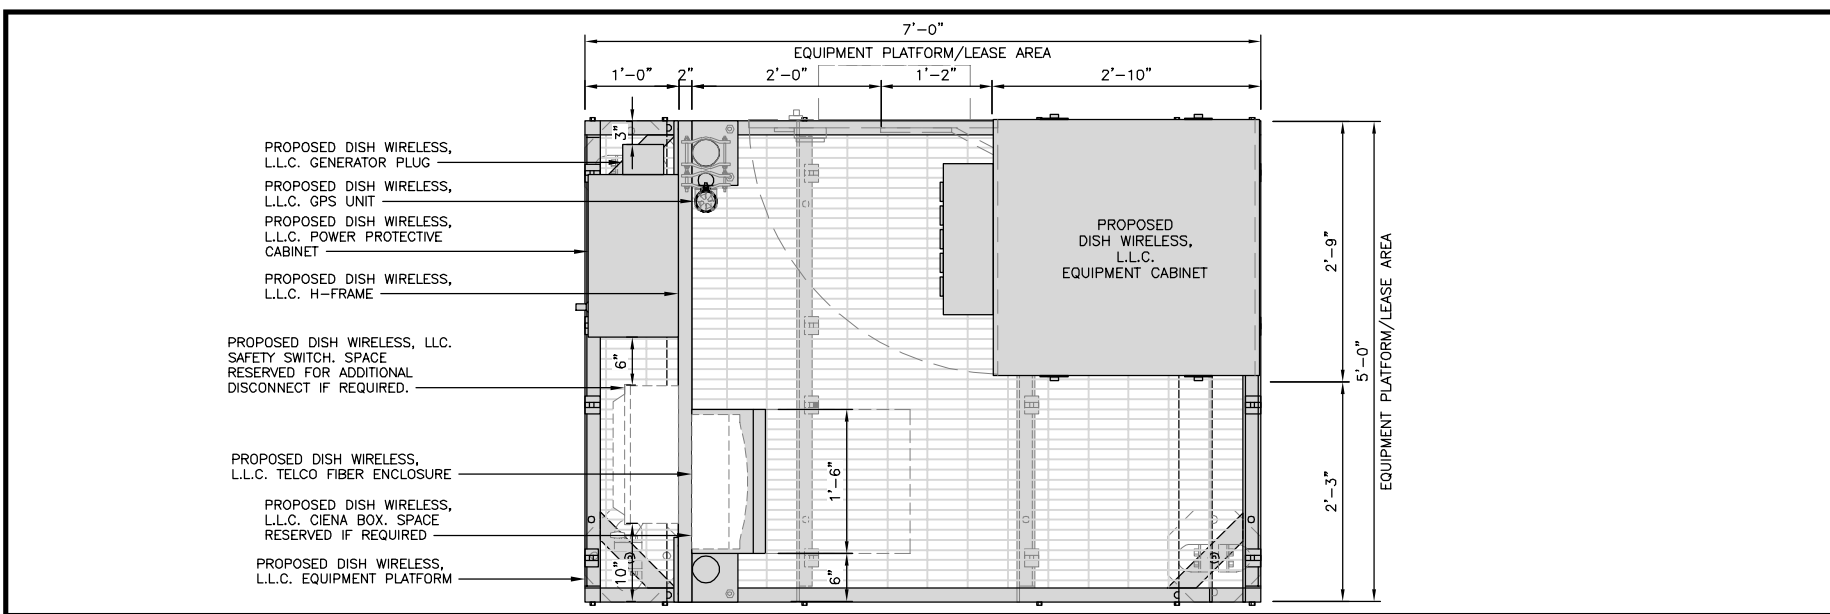 7'-0"
EQUIPMENT PLATFORM/LEASE AREA
1'-0"
2"
2'-0"
1'-2"
2'-10"
3"
PROPOSED DISH WIRELESS,
L.L.C. GENERATOR PLUG
PROPOSED DISH WIRELESS,
L.L.C. GPS UNIT
PROPOSED DISH WIRELESS,
L.L.C. POWER PROTECTIVE
CABINET
PROPOSED DISH WIRELESS,
L.L.C. H-FRAME
PROPOSED DISH WIRELESS, LLC.
SAFETY SWITCH. SPACE
RESERVED FOR ADDITIONAL
DISCONNECT IF REQUIRED.
PROPOSED DISH WIRELESS,
L.L.C. TELCO FIBER ENCLOSURE
PROPOSED DISH WIRELESS,
L.L.C. CIENA BOX. SPACE
RESERVED IF REQUIRED
PROPOSED DISH WIRELESS,
L.L.C. EQUIPMENT PLATFORM
6"
10"
1'-6"
6"
PROPOSED
DISH WIRELESS,
L.L.C.
EQUIPMENT CABINET
2'-9"
2'-3"
5'-0"
EQUIPMENT PLATFORM/LEASE AREA